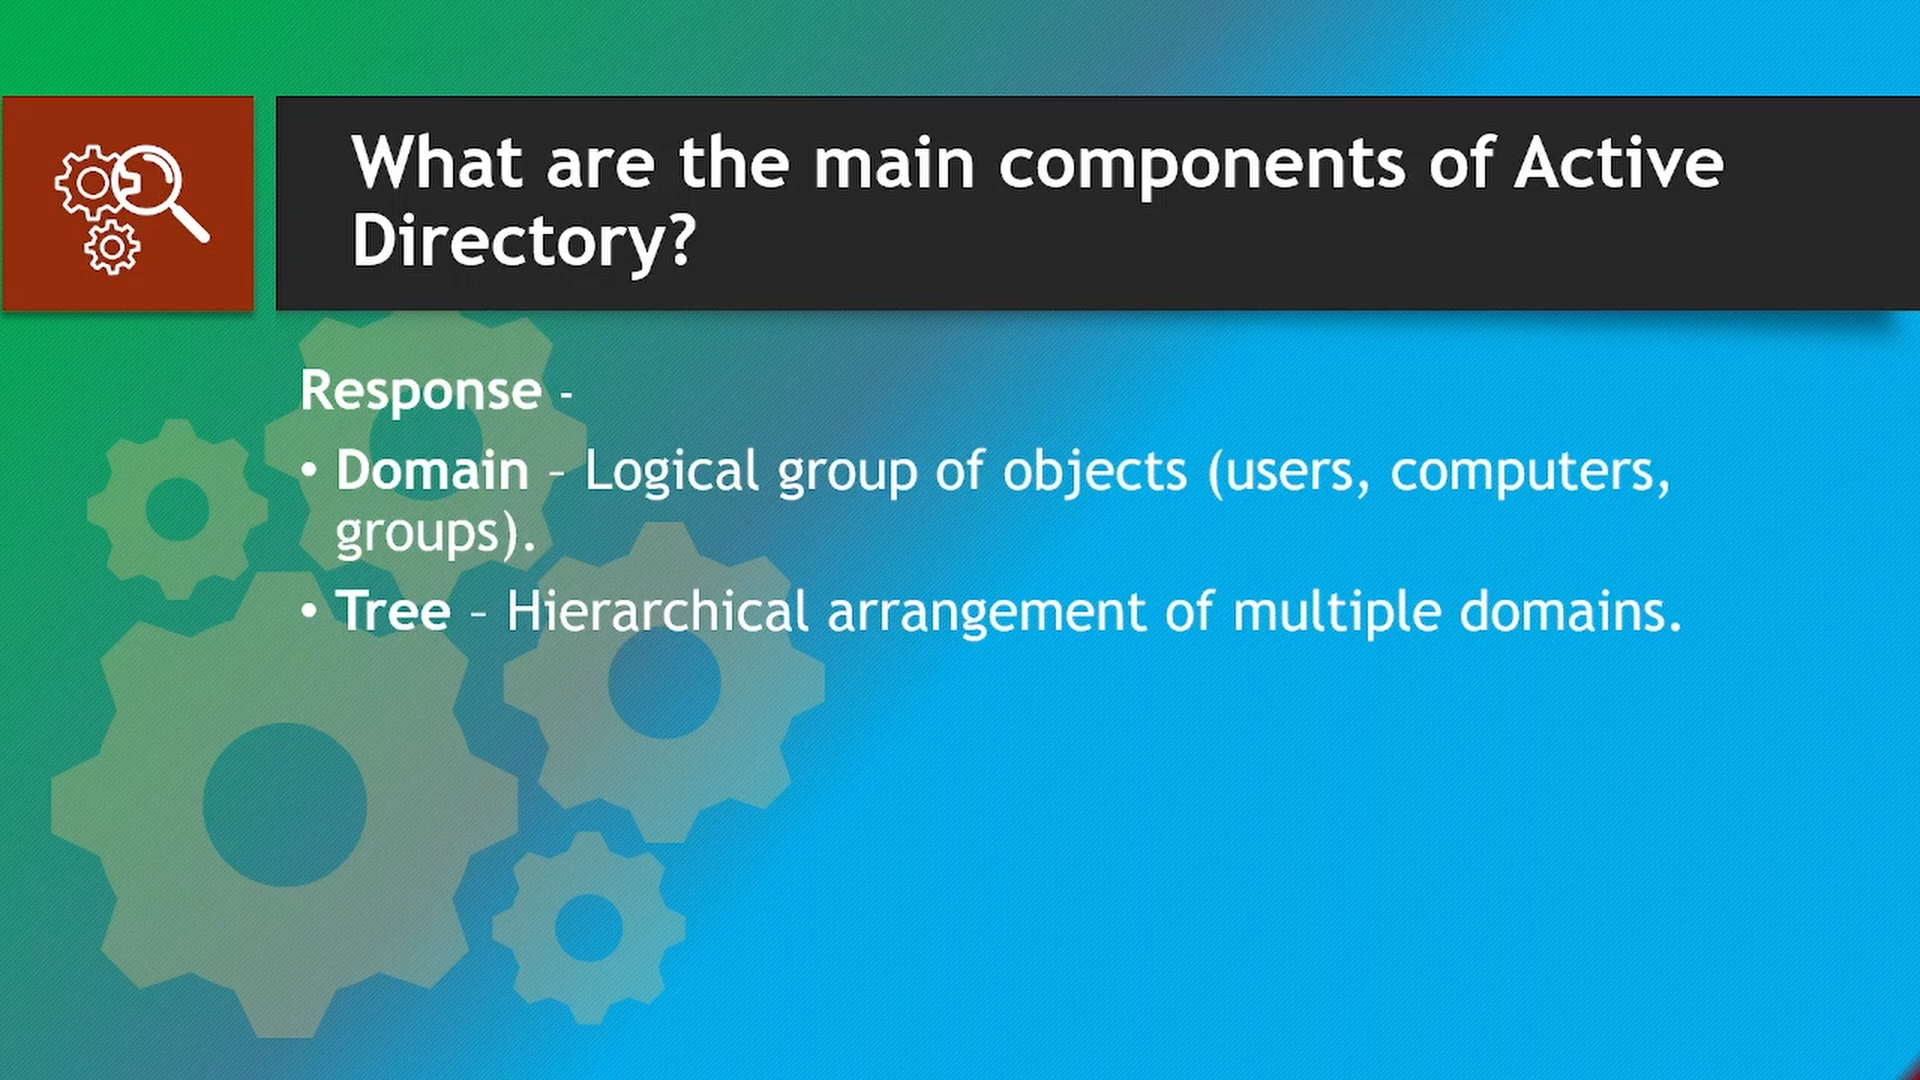 What are the main components of Active
Directory?
Response -
• Domain – Logical group of objects (users, computers,
groups).
• Tree – Hierarchical arrangement of multiple domains.